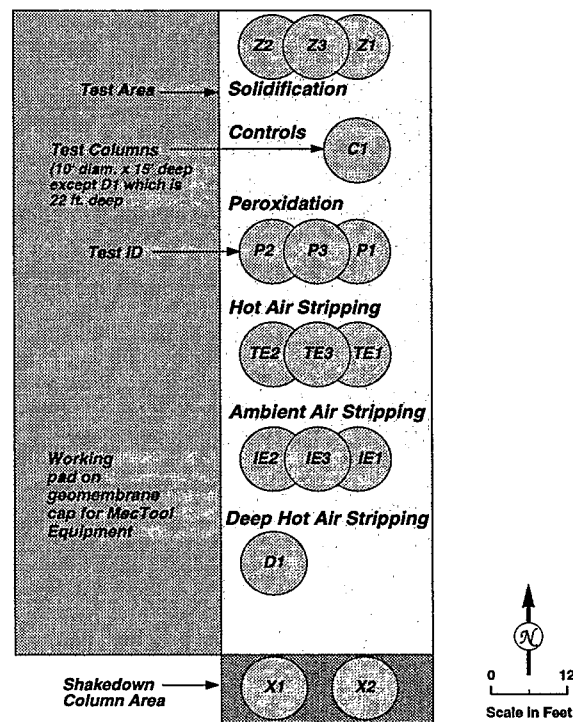 Z2 Z3 Z1
Test Area
Solidification
Controls
Test Columns
(10' diam. x 15' deep
except D1 which is
22 ft. deep
C1
Peroxidation
Test ID
P2 P3 P1
Hot Air Stripping
TE2 TE3 TE1
Ambient Air Stripping
IE2 IE3 IE1
Working
pad on
geomembrane
cap for MecTool
Equipment
Deep Hot Air Stripping
D1
N
Shakedown
Column Area
X1 X2
0 12
Scale in Feet